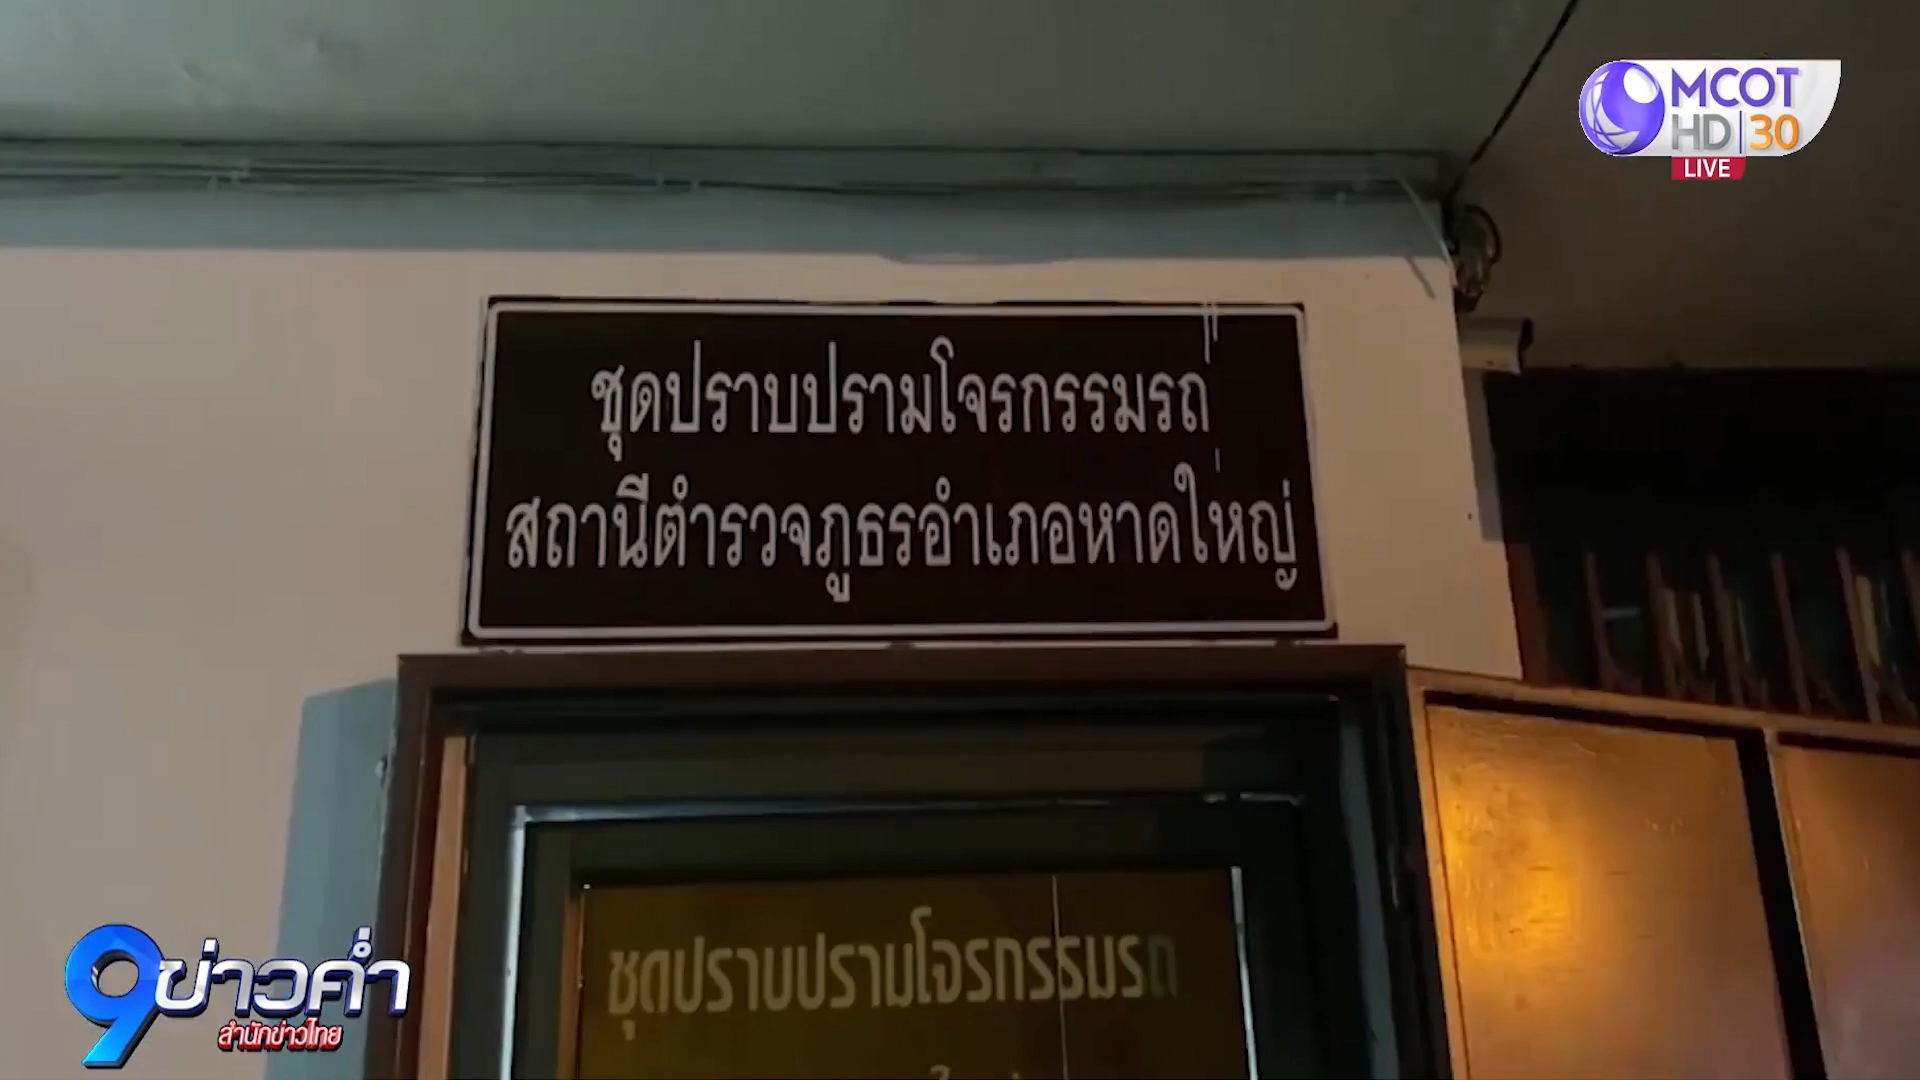 MCOT
HD 30
LIVE
ชุดปราบปรามโจรกรรมรถ
สถานีตำรวจภูธรอำเภอหาดใหญ่
ชุดปราบปรามโจรกรรมรถ
9 ข่าวค่ำ
สำนักข่าวไทย